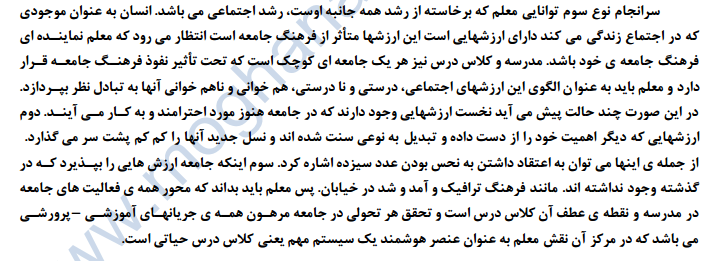 سرانجام نوع سوم توانایی معلم که برخاسته از رشد همه جانبه اوست، رشد اجتماعی می باشد. انسان به عنوان موجودی
که در اجتماع زندگی می کند دارای ارزشهایی است این ارزشها متأثر از فرهنگ جامعه است انتظار می رود که معلم نماینده ای
فرهنگ جامعه ی خود باشد. مدرسه و کلاس درس نیز هر یک جامعه ای کوچک است که تحت تأثیر نفوذ فرهنگ جامعه قرار
دارد و معلم باید به عنوان الگوی این ارزشهای اجتماعی، درستی و نا درستی، هم خوانی و ناهم خوانی آنها به تبادل نظر بپردازد.
در این صورت چند حالت پیش می آید نخست ارزشهایی وجود دارند که در جامعه هنوز مورد احترامند و به کار می آیند. دوم
ارزشهایی که دیگر اهمیت خود را از دست داده و تبدیل به نوعی سنت شده اند و نسل جدید آنها را کم کم پشت سر می گذارد.
از جمله ی اینها می توان به اعتقاد داشتن به نحس بودن عدد سیزده اشاره کرد. سوم اینکه جامعه ارزش هایی را بپذیرد که در
گذشته وجود نداشته اند. مانند فرهنگ ترافیک و آمد و شد در خیابان. پس معلم باید بداند که محور همه ی فعالیت های جامعه
در مدرسه و نقطه ی عطف آن کلاس درس است و تحقق هر تحولی در جامعه مرهون همه ی جریانهای آموزشی – پرورشی
می باشد که در مرکز آن نقش معلم به عنوان عنصر هوشمند یک سیستم مهم یعنی کلاس درس حیاتی است.